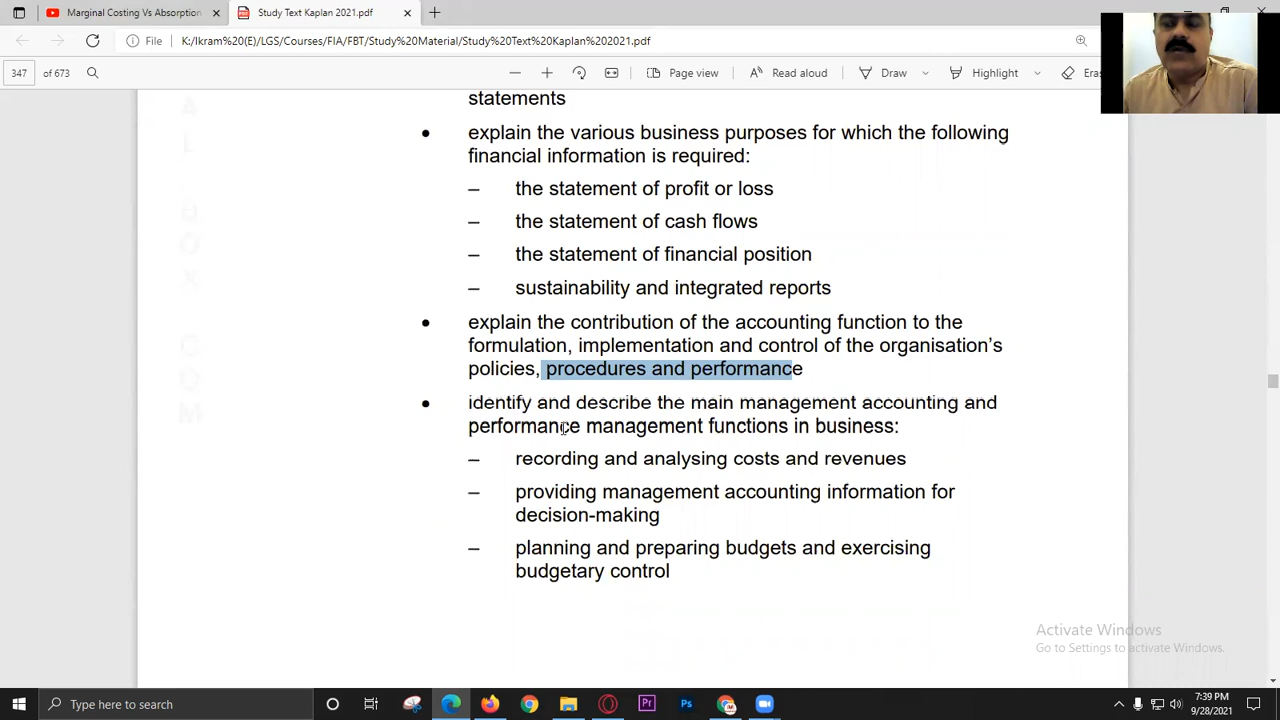 Marginal Costing Vs Absorption
Study Text Kaplan 2021.pdf
File
K:/Ikram%20(E)/LGS/Courses/FIA/FBT/Study%20Material/Study%20Text%20Kaplan%202021.pdf
347 of 673
Page view
Read aloud
Draw
Highlight
Eras
statements
• explain the various business purposes for which the following
financial information is required:
– the statement of profit or loss
– the statement of cash flows
– the statement of financial position
– sustainability and integrated reports
• explain the contribution of the accounting function to the
formulation, implementation and control of the organisation’s
policies, procedures and performance
• identify and describe the main management accounting and
performance management functions in business:
– recording and analysing costs and revenues
– providing management accounting information for
decision-making
– planning and preparing budgets and exercising
budgetary control
Activate Windows
Go to Settings to activate Windows.
Type here to search
Pr
Ps
7:39 PM
9/28/2021